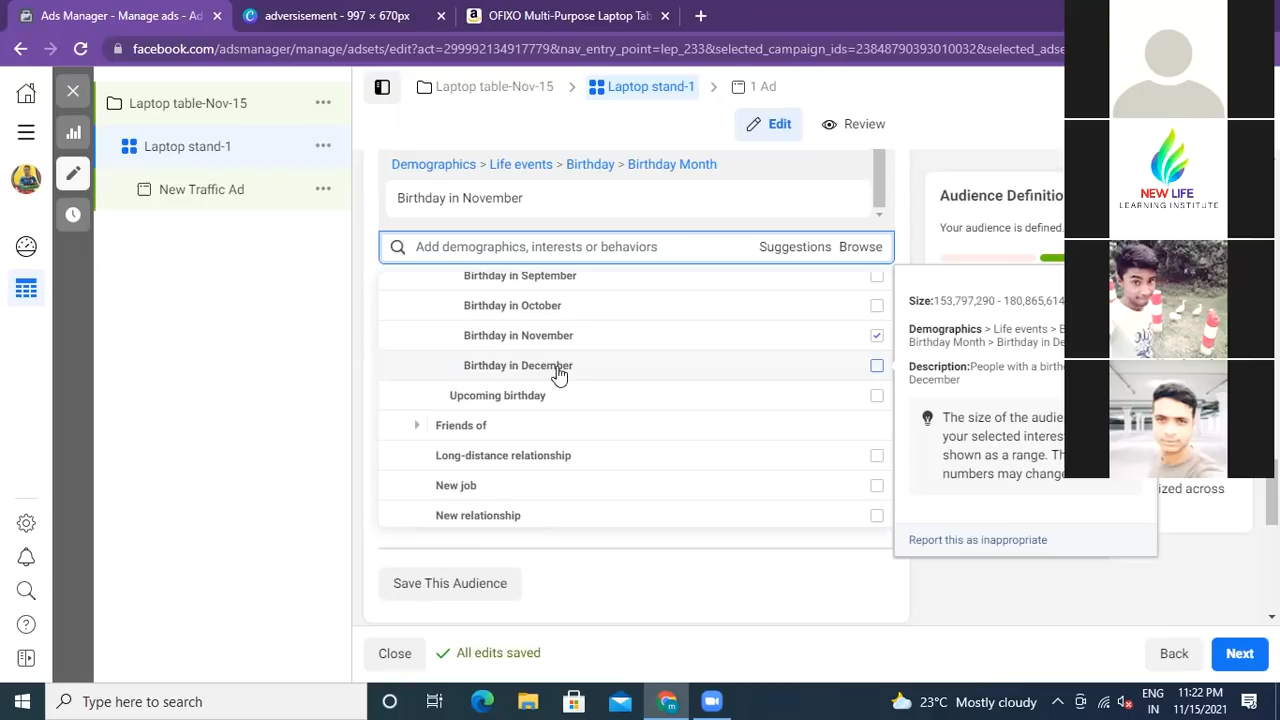 Ads Manager - Manage ads - Ad
adversisement - 997 × 670px
OFIXO Multi-Purpose Laptop Tabl
facebook.com/adsmanager/manage/adsets/edit?act=299992134917779&nav_entry_point=lep_233&selected_campaign_ids=23848790393010032&selected_adse
Laptop table-Nov-15
Laptop stand-1
New Traffic Ad
Laptop table-Nov-15
Laptop stand-1
1 Ad
Edit
Review
Demographics > Life events > Birthday > Birthday Month
Birthday in November
Add demographics, interests or behaviors
Suggestions
Browse
Birthday in September
Birthday in October
Birthday in November
Birthday in December
Upcoming birthday
Friends of
Long-distance relationship
New job
New relationship
Save This Audience
Audience Definitio
Your audience is defined.
Size:153,797,290 - 180,865,614
Demographics > Life events > B
Birthday Month > Birthday in De
Description:People with a birth
December
The size of the audie
your selected interes
shown as a range. Th
numbers may change
ized across
Report this as inappropriate
NEW LIFE
LEARNING INSTITUTE
Close
All edits saved
Back
Next
Type here to search
23°C Mostly cloudy
ENG
IN
11:22 PM
11/15/2021